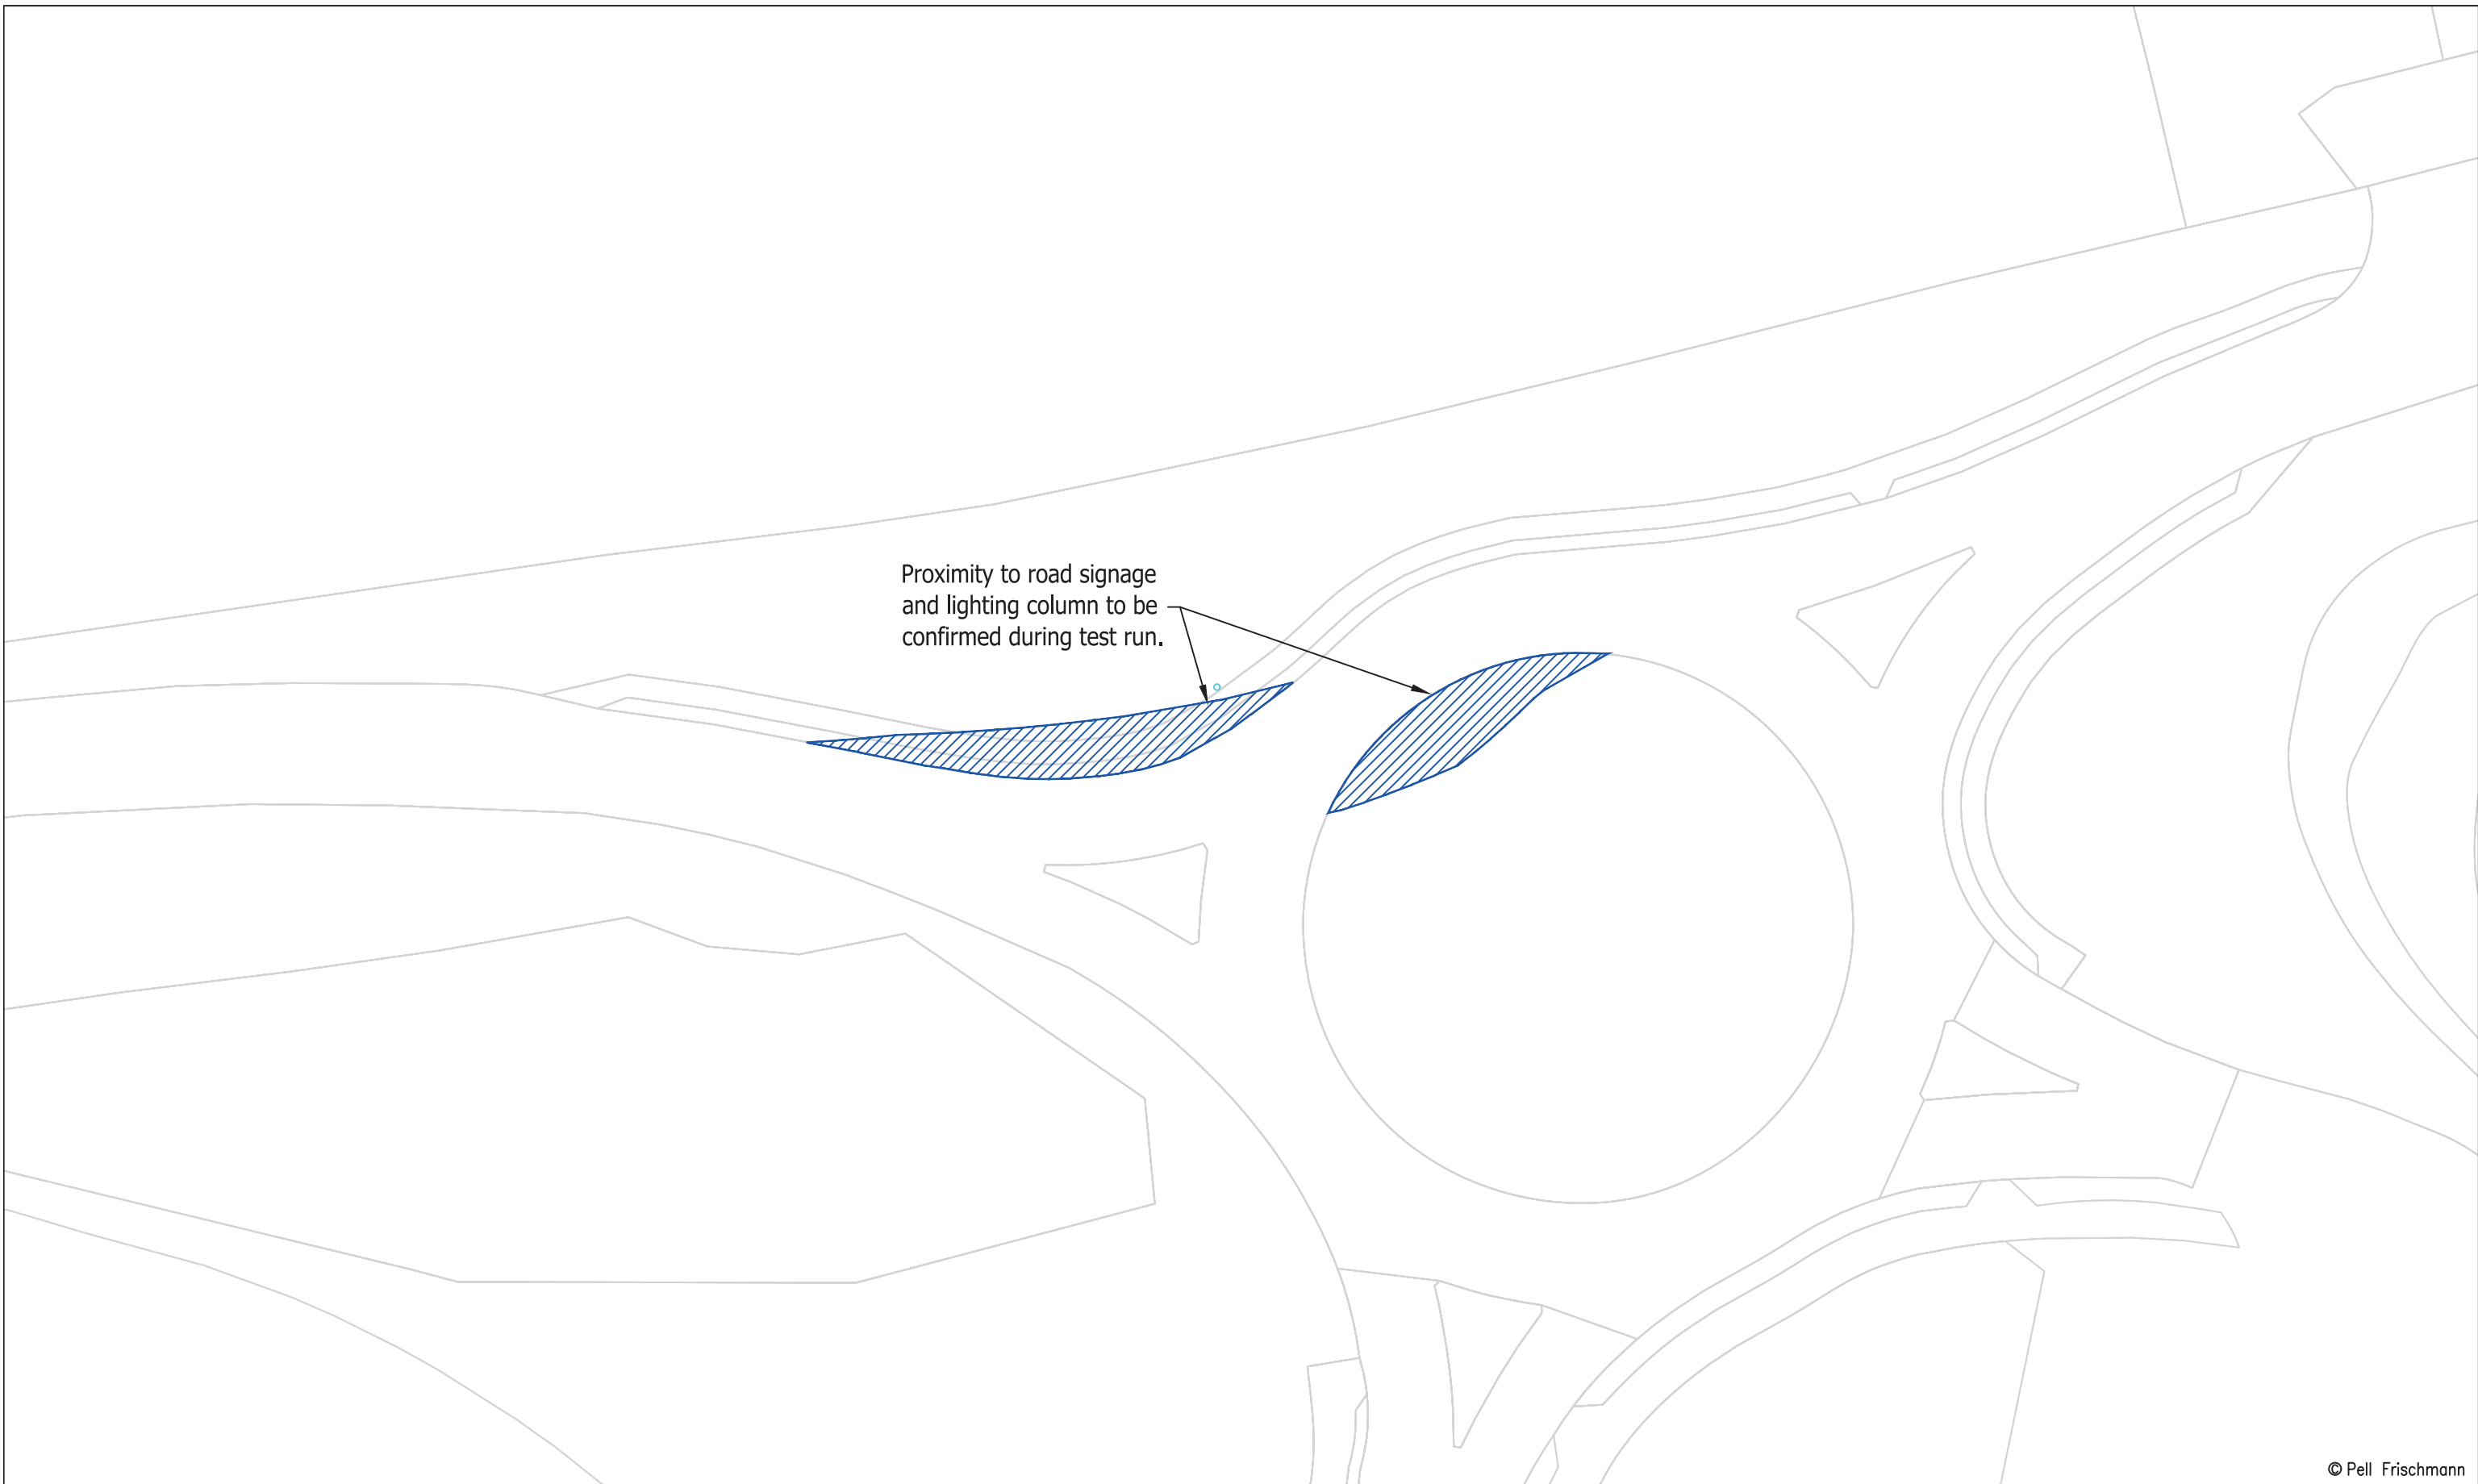 Proximity to road signage
and lighting column to be
confirmed during test run.
© Pell Frischmann